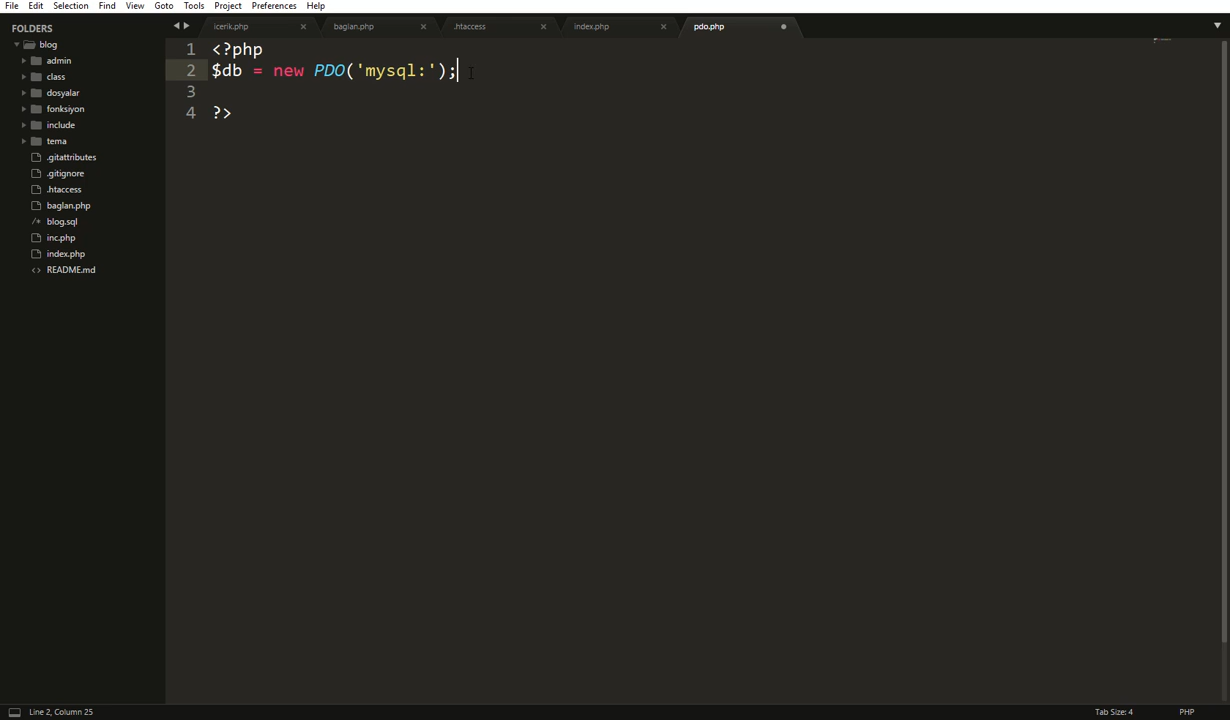 File Edit Selection Find View Goto Tools Project Preferences Help
FOLDERS
blog
admin
class
dosyalar
fonksiyon
include
tema
.gitattributes
.gitignore
.htaccess
baglan.php
/* blog.sql
inc.php
index.php
<> README.md
icerik.php × baglan.php × .htaccess × index.php × pdo.php
1 <?php
2 $db = new PDO('mysql:');
3
4 ?>
Line 2, Column 25 Tab Size: 4 PHP